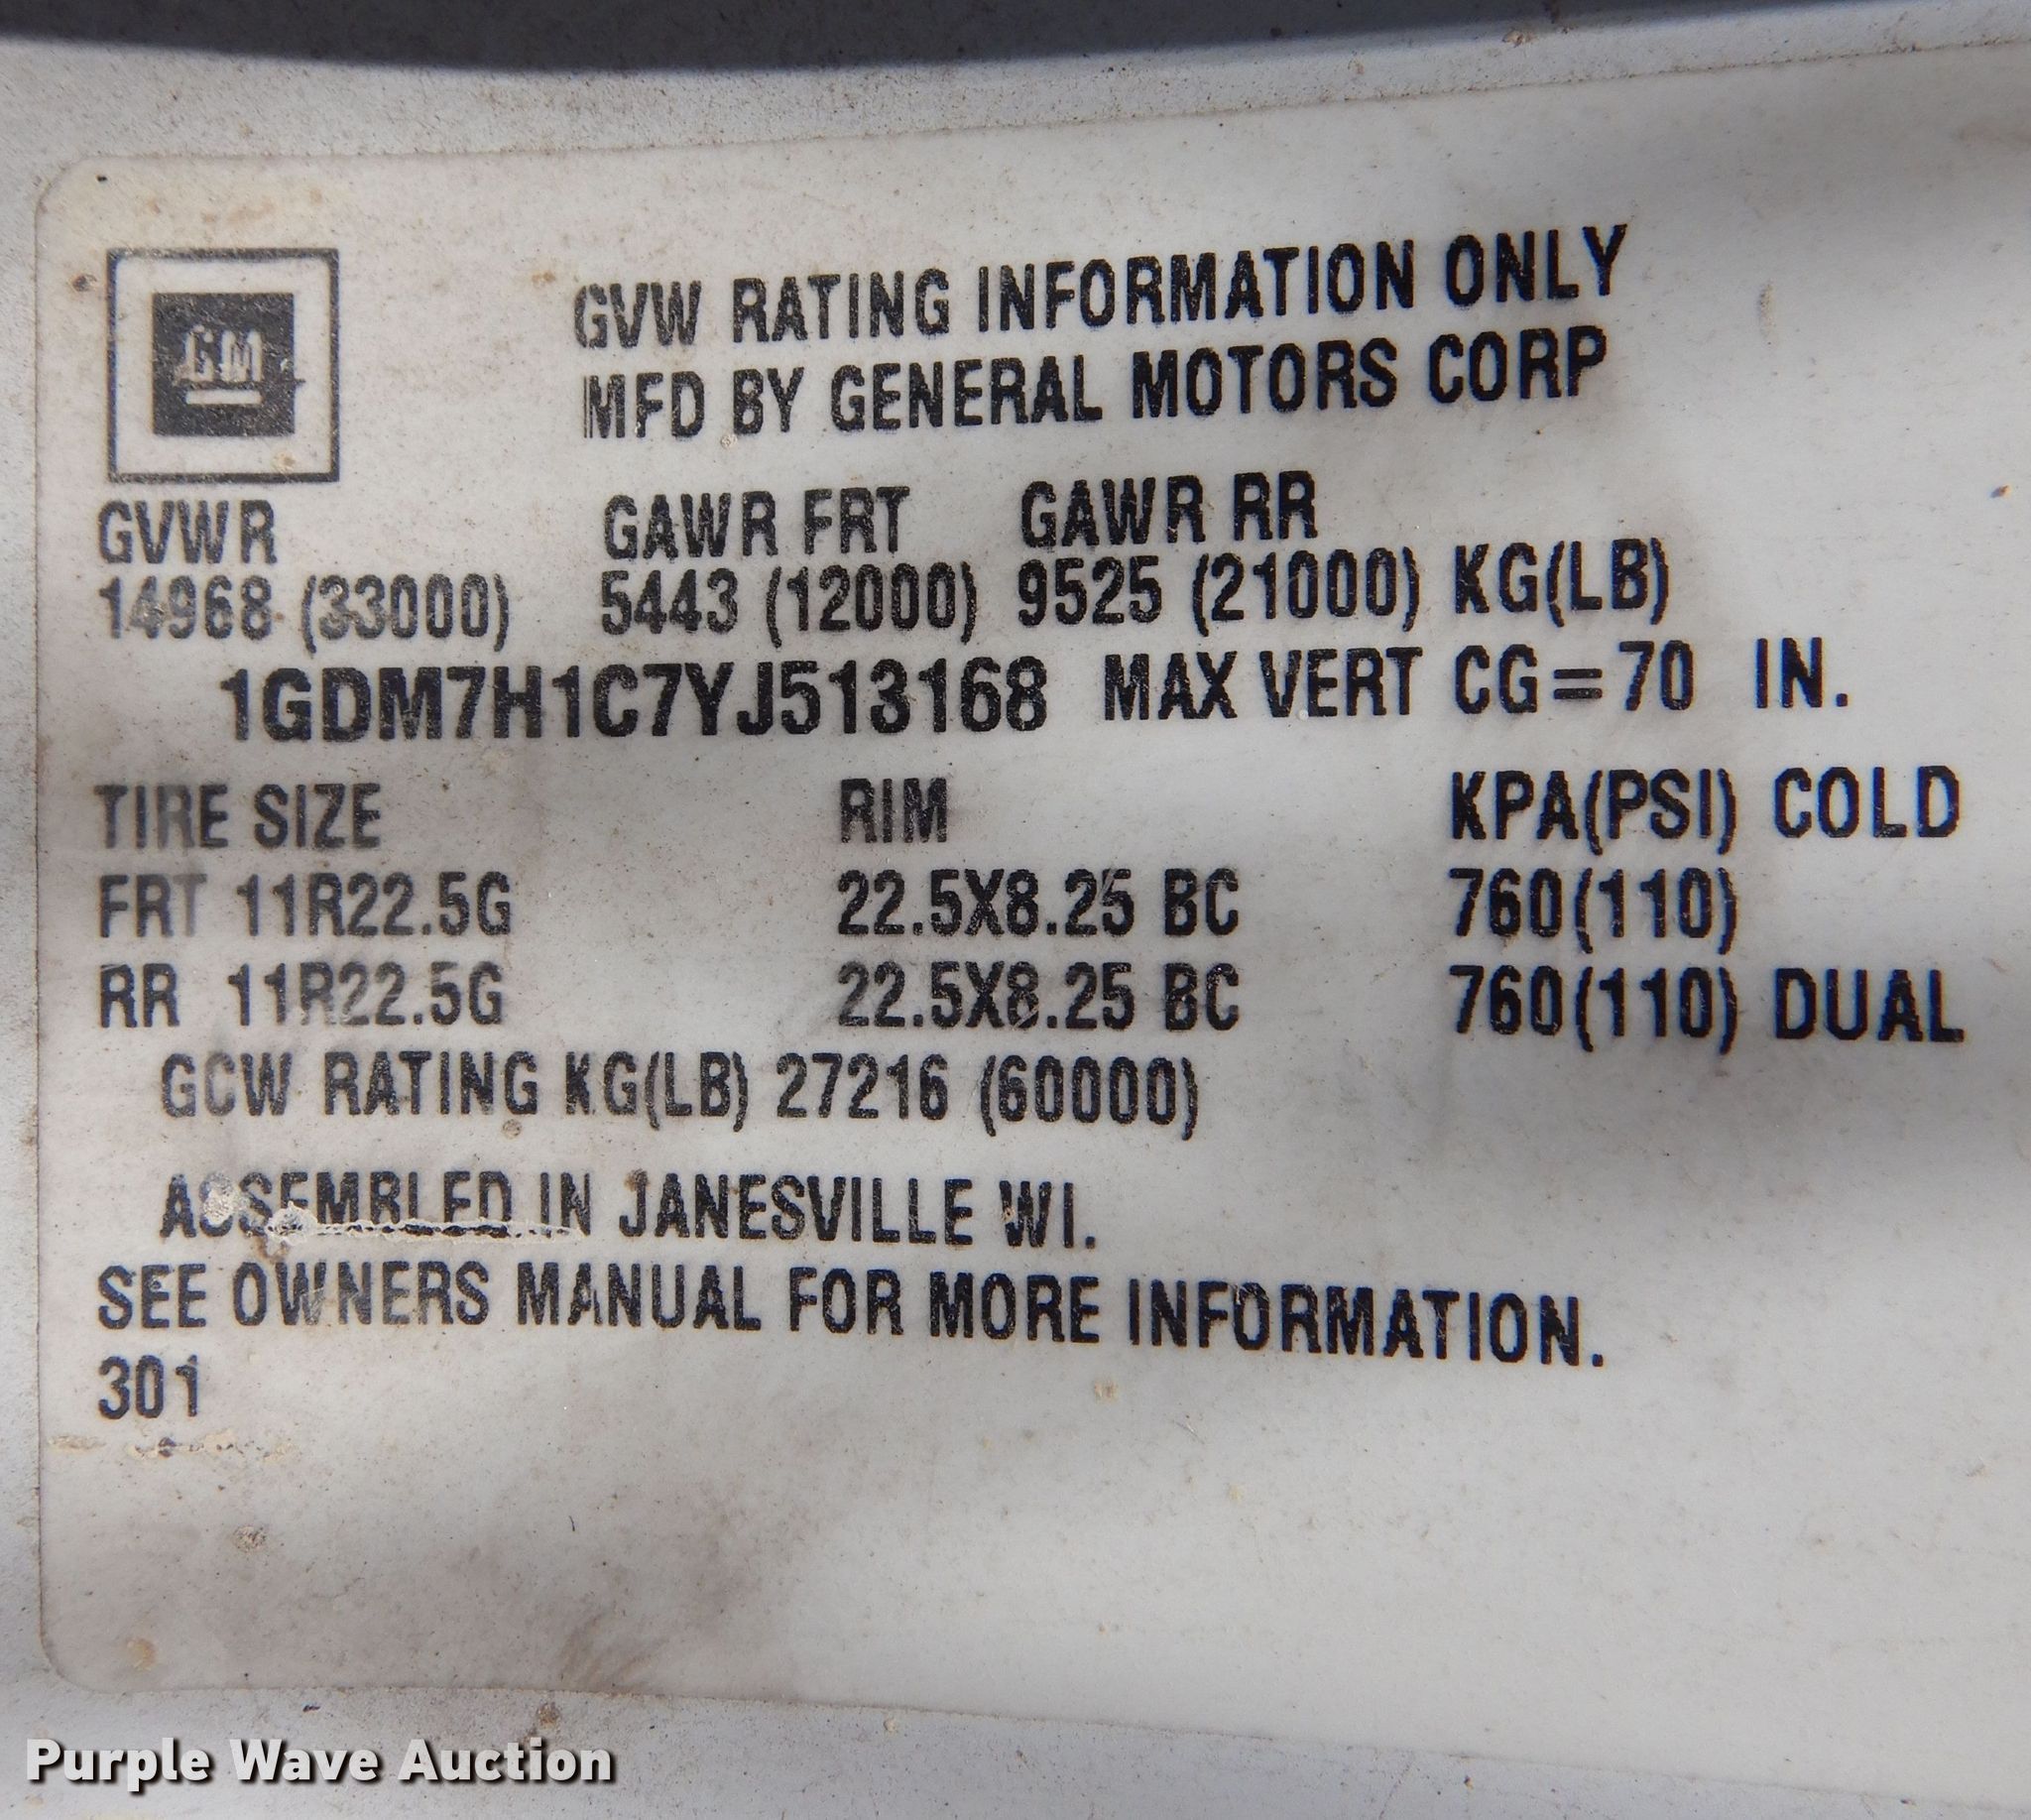 GM
GVW RATING INFORMATION ONLY
MFD BY GENERAL MOTORS CORP
GVWR GAWR FRT GAWR RR
14968 (33000) 5443 (12000) 9525 (21000) KG(LB)
1GDM7H1C7YJ513168 MAX VERT CG=70 IN.
TIRE SIZE RIM KPA(PSI) COLD
FRT 11R22.5G 22.5X8.25 BC 760(110)
RR 11R22.5G 22.5X8.25 BC 760(110) DUAL
GCW RATING KG(LB) 27216 (60000)
ASSEMBLED IN JANESVILLE WI.
SEE OWNERS MANUAL FOR MORE INFORMATION.
301
Purple Wave Auction